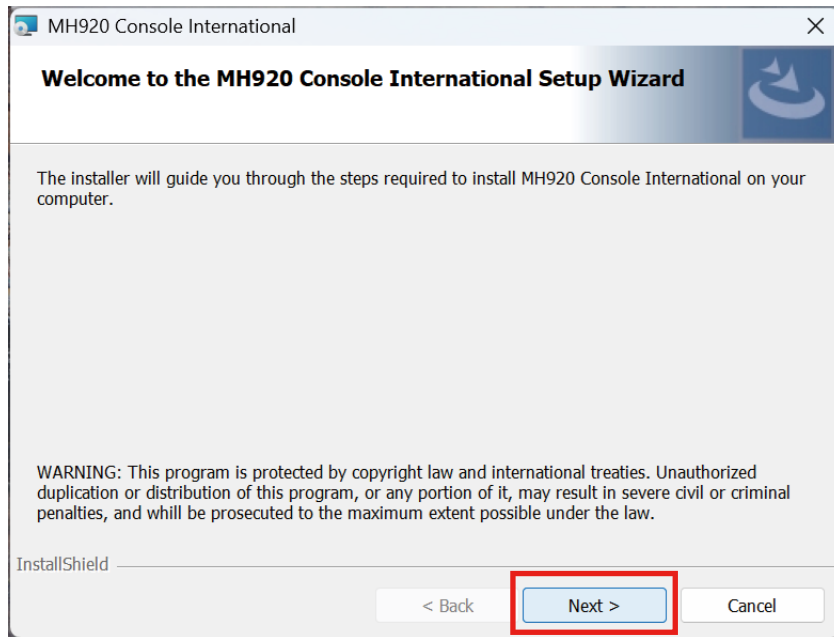 MH920 Console International
Welcome to the MH920 Console International Setup Wizard
The installer will guide you through the steps required to install MH920 Console International on your
computer.
WARNING: This program is protected by copyright law and international treaties. Unauthorized
duplication or distribution of this program, or any portion of it, may result in severe civil or criminal
penalties, and whill be prosecuted to the maximum extent possible under the law.
InstallShield
< Back
Next >
Cancel